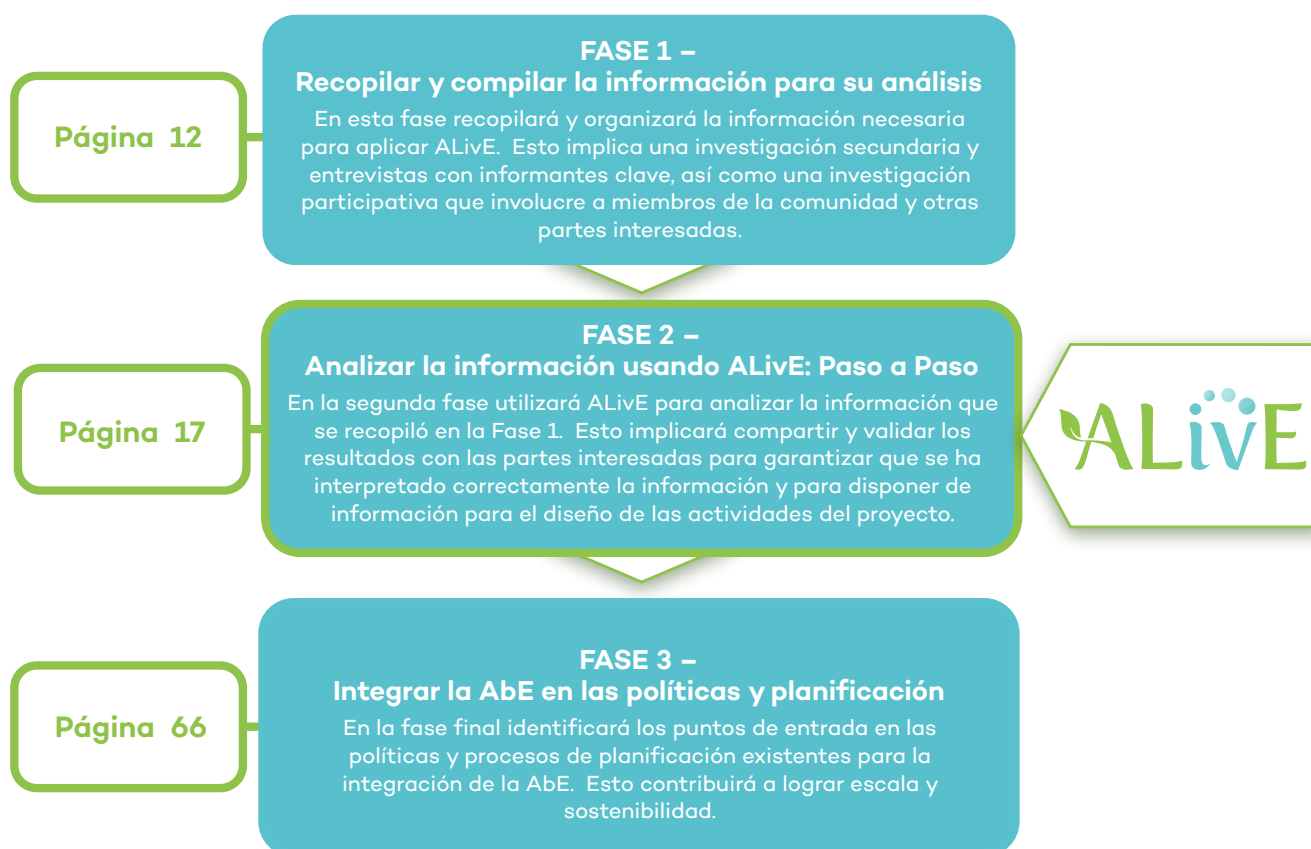 Página 12
FASE 1 –
Recopilar y compilar la información para su análisis
En esta fase recopilará y organizará la información necesaria
para aplicar ALivE. Esto implica una investigación secundaria y
entrevistas con informantes clave, así como una investigación
participativa que involucre a miembros de la comunidad y otras
partes interesadas.
Página 17
FASE 2 –
Analizar la información usando ALivE: Paso a Paso
En la segunda fase utilizará ALivE para analizar la información que
se recopiló en la Fase 1. Esto implicará compartir y validar los
resultados con las partes interesadas para garantizar que se ha
interpretado correctamente la información y para disponer de
información para el diseño de las actividades del proyecto.
ALivE
Página 66
FASE 3 –
Integrar la AbE en las políticas y planificación
En la fase final identificará los puntos de entrada en las
políticas y procesos de planificación existentes para la
integración de la AbE. Esto contribuirá a lograr escala y
sostenibilidad.